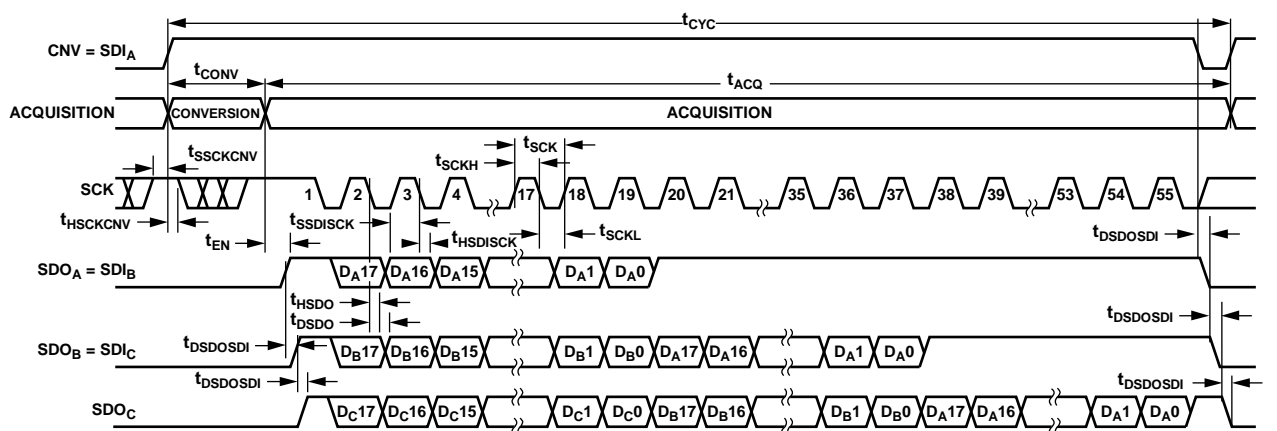 tCYC
CNV = SDIA
tCONV
tACQ
ACQUISITION
CONVERSION
ACQUISITION
tSSCKCNV
tSCK
tSCKH
SCK
1 2 3 4 17 18 19 20 21 35 36 37 38 39 53 54 55
tHSCKCNV
tSSDISCK
tEN
tHSDISCK
tSCKL
tDSDOSDI
SDOA = SDIB
DA17 DA16 DA15 DA1 DA0
tHSDO
tDSDO
tDSDOSDI
tDSDOSDI
SDOB = SDIC
DB17 DB16 DB15 DB1 DB0 DA17 DA16 DA1 DA0
tDSDOSDI
tDSDOSDI
SDOC
DC17 DC16 DC15 DC1 DC0 DB17 DB16 DB1 DB0 DA17 DA16 DA1 DA0